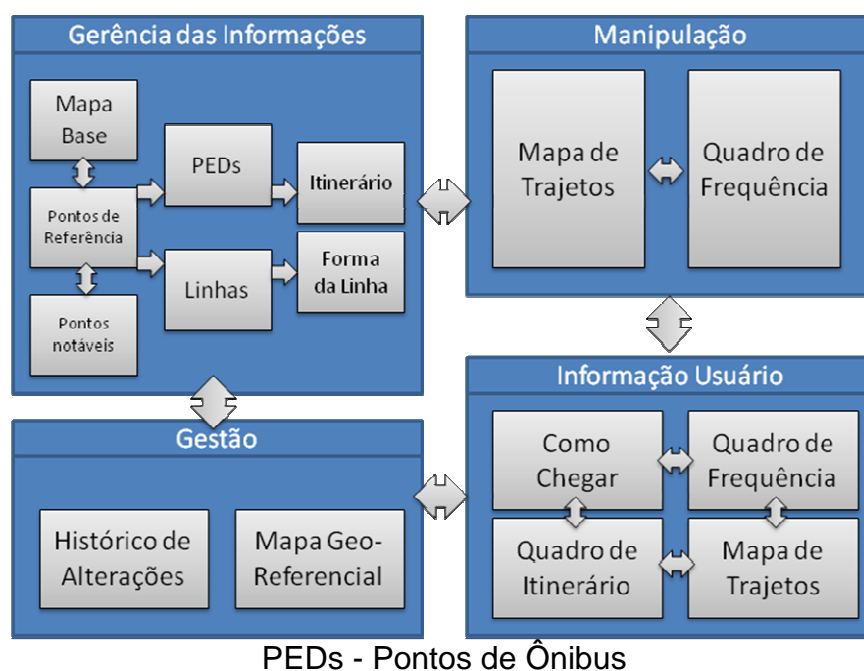 Gerência das Informações
Mapa
Base
Pontos de
Referência
Pontos
notáveis
PEDs
Linhas
Itinerário
Forma
da Linha
Manipulação
Mapa de
Trajetos
Quadro de
Frequência
Gestão
Histórico de
Alterações
Mapa Geo-
Referencial
Informação Usuário
Como
Chegar
Quadro de
Frequência
Quadro de
Itinerário
Mapa de
Trajetos
PEDs - Pontos de Ônibus